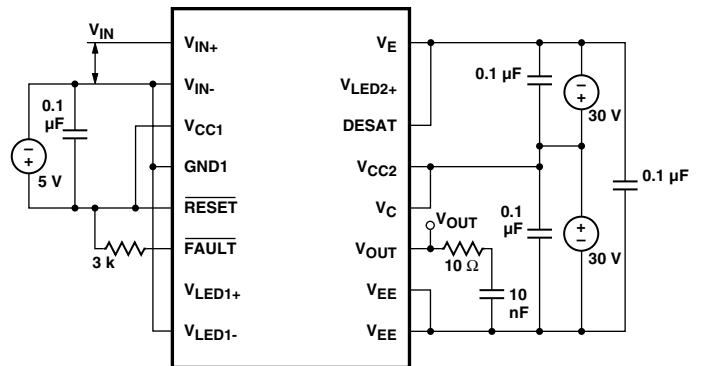 VIN
VIN+
VE
VIN-
0.1 µF
VLED2+
30 V
0.1
µF
VCC1
DESAT
5 V
GND1
VCC2
0.1 µF
RESET
VC
VOUT
0.1
µF
3 k
FAULT
VOUT
10 Ω
30 V
VLED1+
VEE
10
nF
VLED1-
VEE